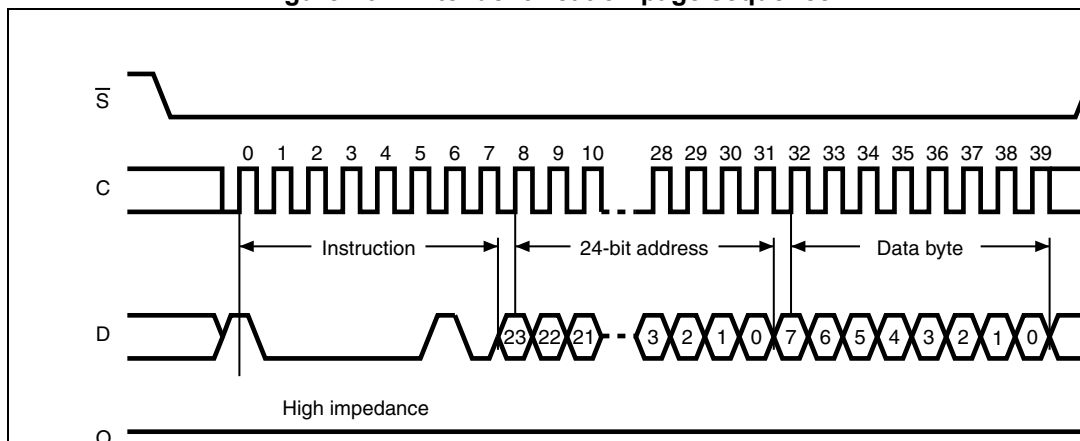 S
0 1 2 3 4 5 6 7 8 9 10 28 29 30 31 32 33 34 35 36 37 38 39
C
Instruction 24-bit address Data byte
D
23 22 21 3 2 1 0 7 6 5 4 3 2 1 0
High impedance
Q